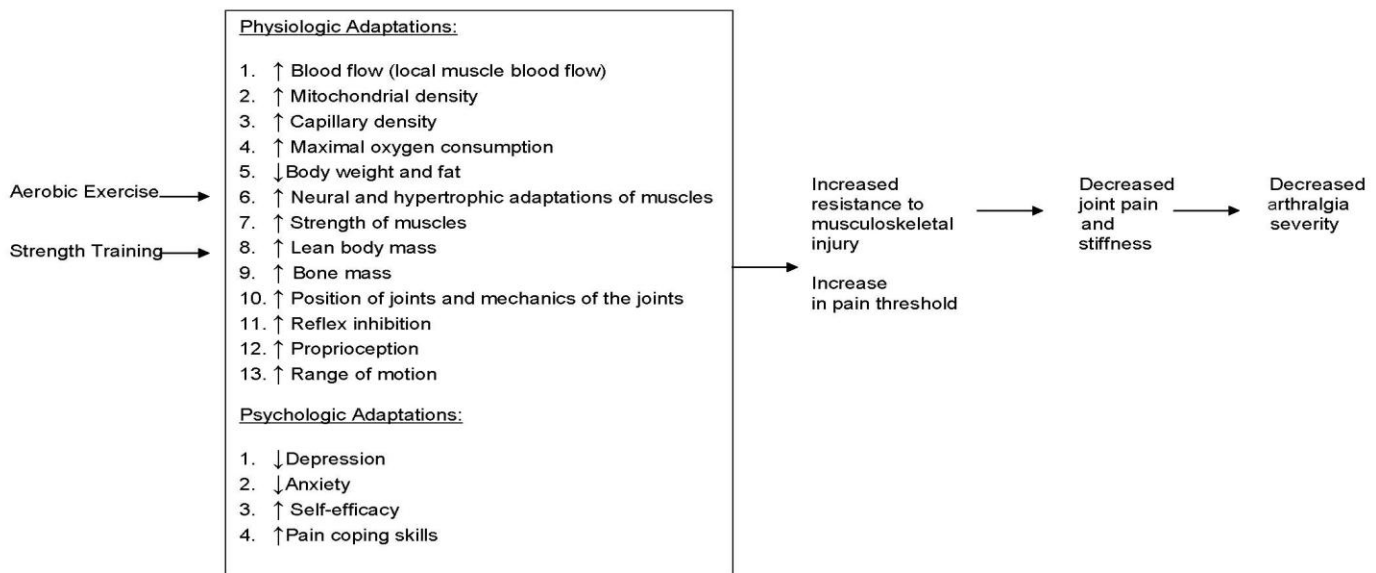 Physiologic Adaptations:
1. ↑ Blood flow (local muscle blood flow)
2. ↑ Mitochondrial density
3. ↑ Capillary density
4. ↑ Maximal oxygen consumption
5. ↓Body weight and fat
6. ↑ Neural and hypertrophic adaptations of muscles
7. ↑ Strength of muscles
8. ↑ Lean body mass
9. ↑ Bone mass
10. ↑ Position of joints and mechanics of the joints
11. ↑ Reflex inhibition
12. ↑ Proprioception
13. ↑ Range of motion
Psychologic Adaptations:
1. ↓Depression
2. ↓Anxiety
3. ↑ Self-efficacy
4. ↑Pain coping skills
Aerobic Exercise
Strength Training
Increased
resistance to
musculoskeletal
injury
Increase
in pain threshold
Decreased
joint pain
and
stiffness
Decreased
arthralgia
severity